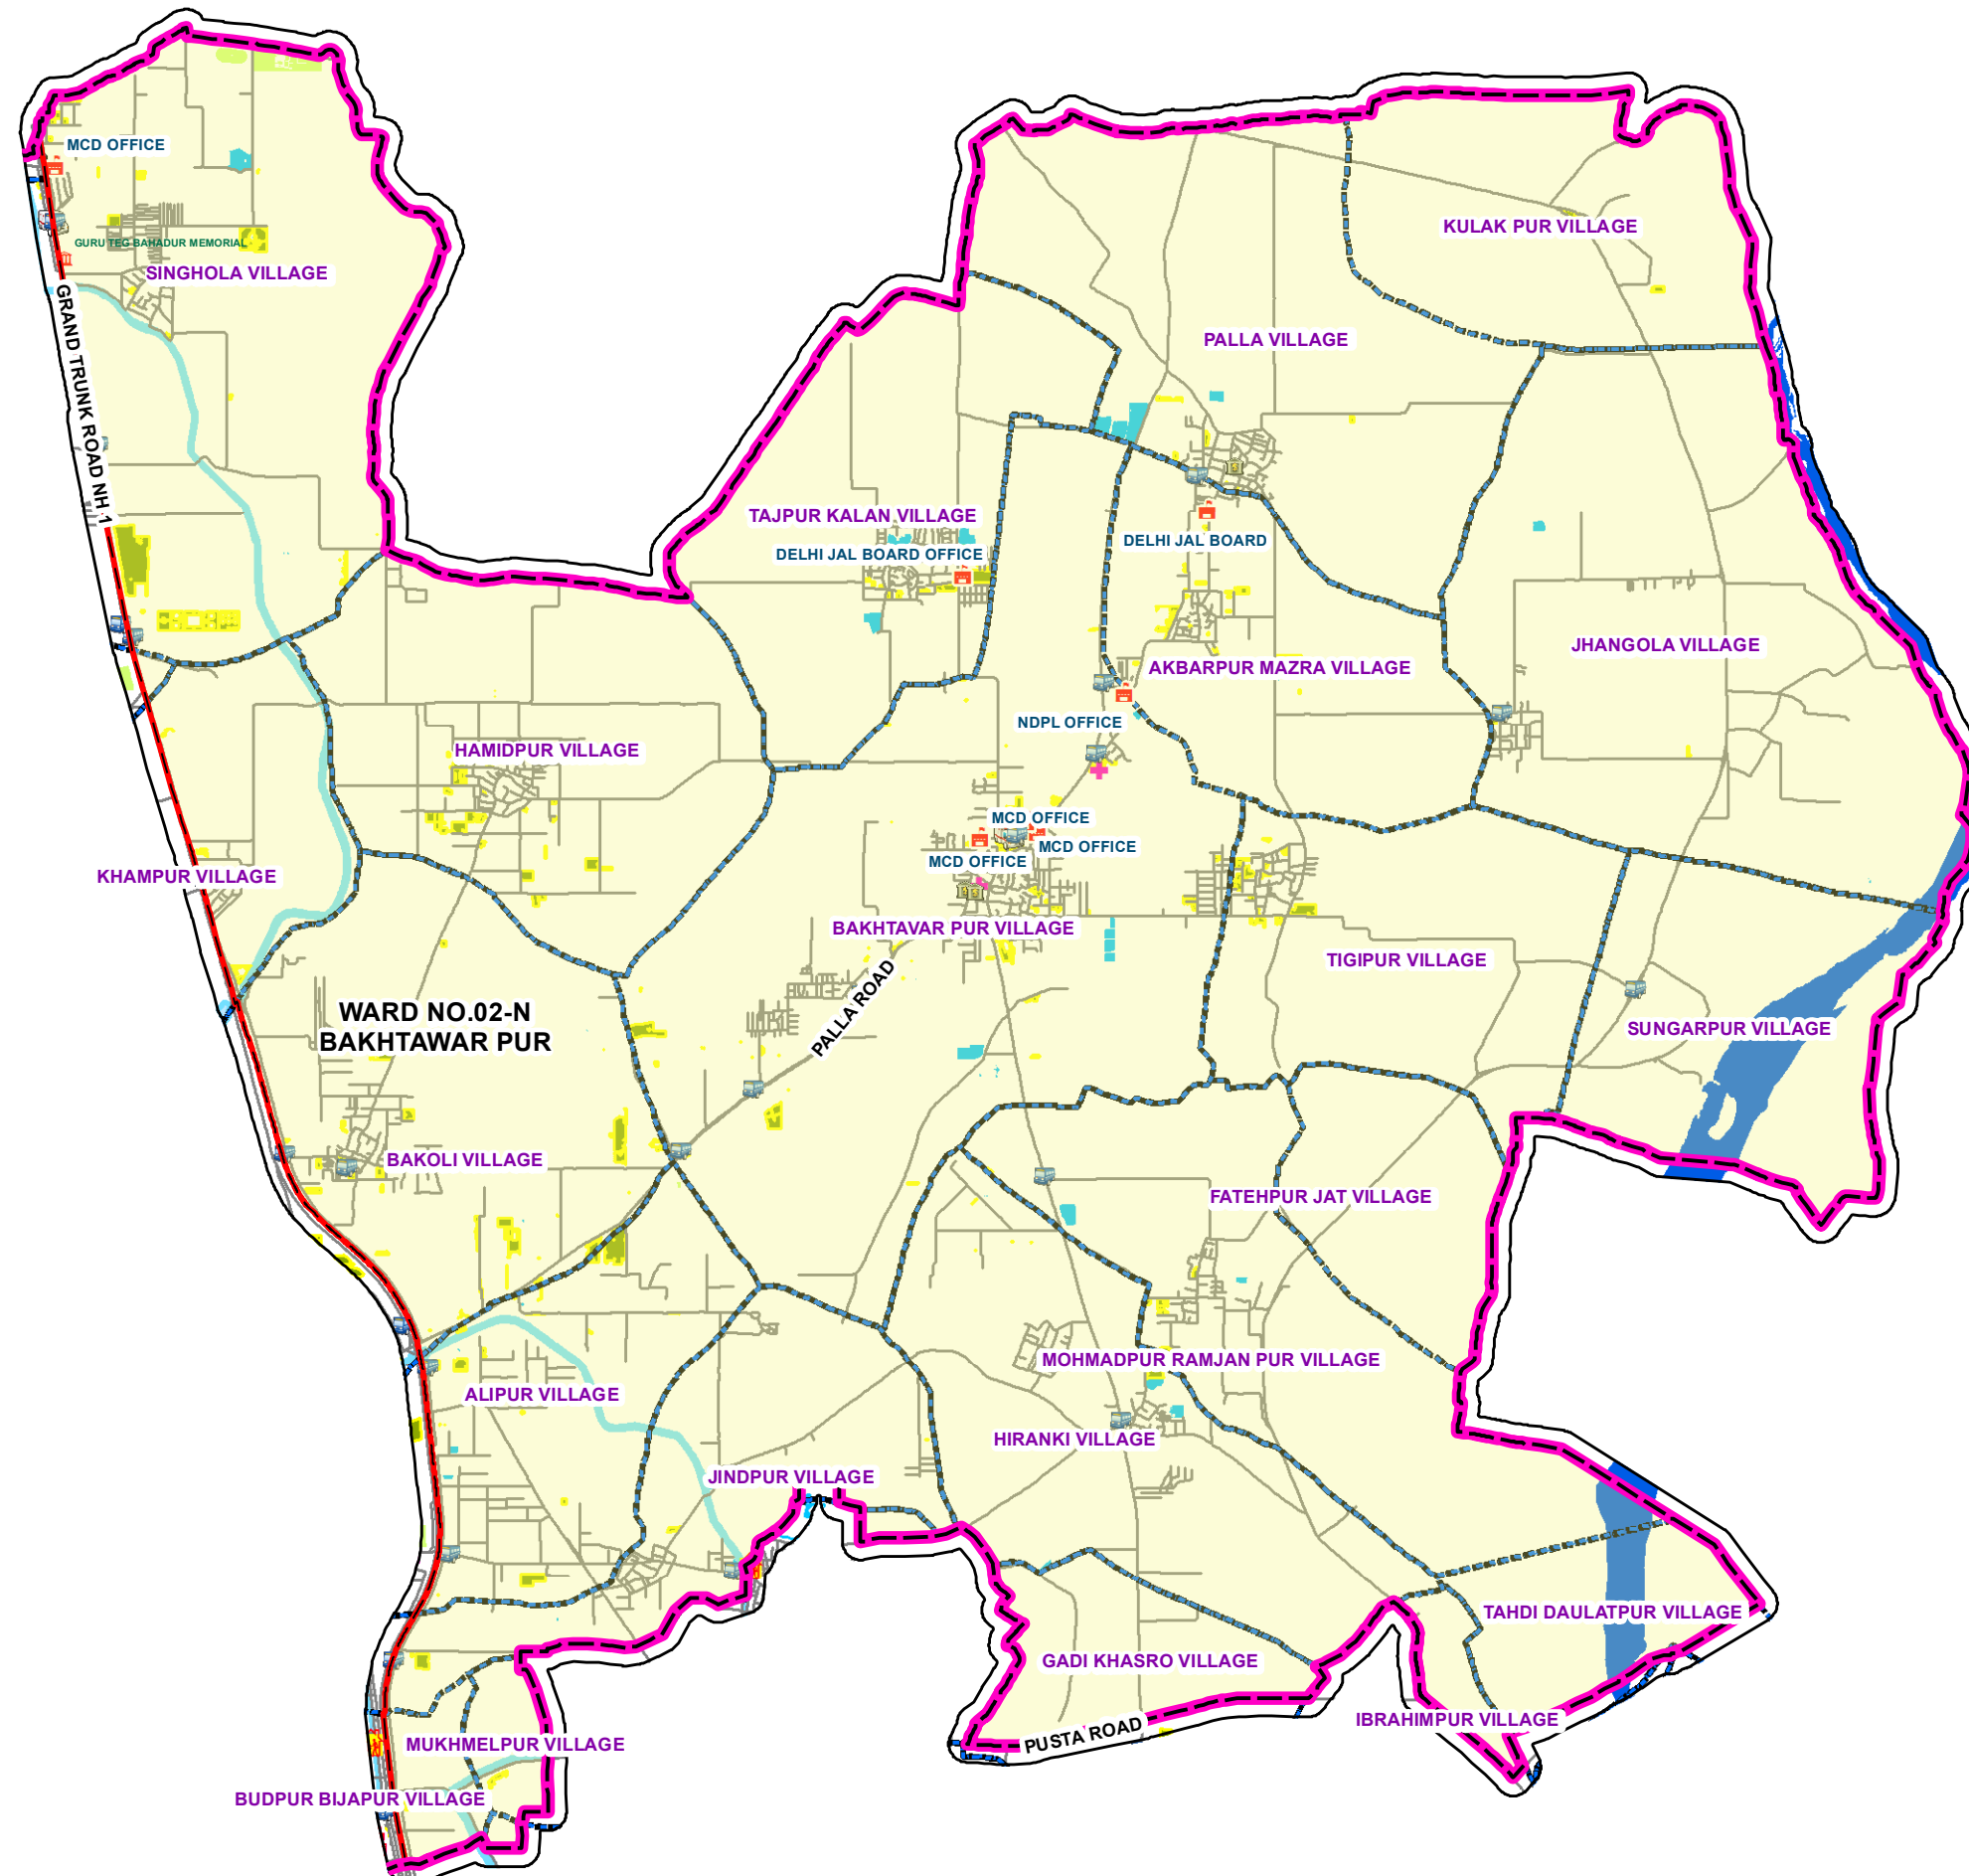 MCD OFFICE
KULAK PUR VILLAGE
GURU TEG BAHADUR MEMORIAL
SINGHOLA VILLAGE
GRAND TRUNK ROAD NH 1
PALLA VILLAGE
TAJPUR KALAN VILLAGE
DELHI JAL BOARD
DELHI JAL BOARD OFFICE
JHANGOLA VILLAGE
AKBARPUR MAZRA VILLAGE
NDPL OFFICE
HAMIDPUR VILLAGE
MCD OFFICE
MCD OFFICE
MCD OFFICE
KHAMPUR VILLAGE
BAKHTAVAR PUR VILLAGE
TIGIPUR VILLAGE
PALLA ROAD
WARD NO.02-N
BAKHTAWAR PUR
SUNGARPUR VILLAGE
BAKOLI VILLAGE
FATEHPUR JAT VILLAGE
MOHMADPUR RAMJAN PUR VILLAGE
ALIPUR VILLAGE
HIRANKI VILLAGE
JINDPUR VILLAGE
TAHDI DAULATPUR VILLAGE
GADI KHASRO VILLAGE
IBRAHIMPUR VILLAGE
PUSTA ROAD
MUKHMELPUR VILLAGE
BUDPUR BIJAPUR VILLAGE